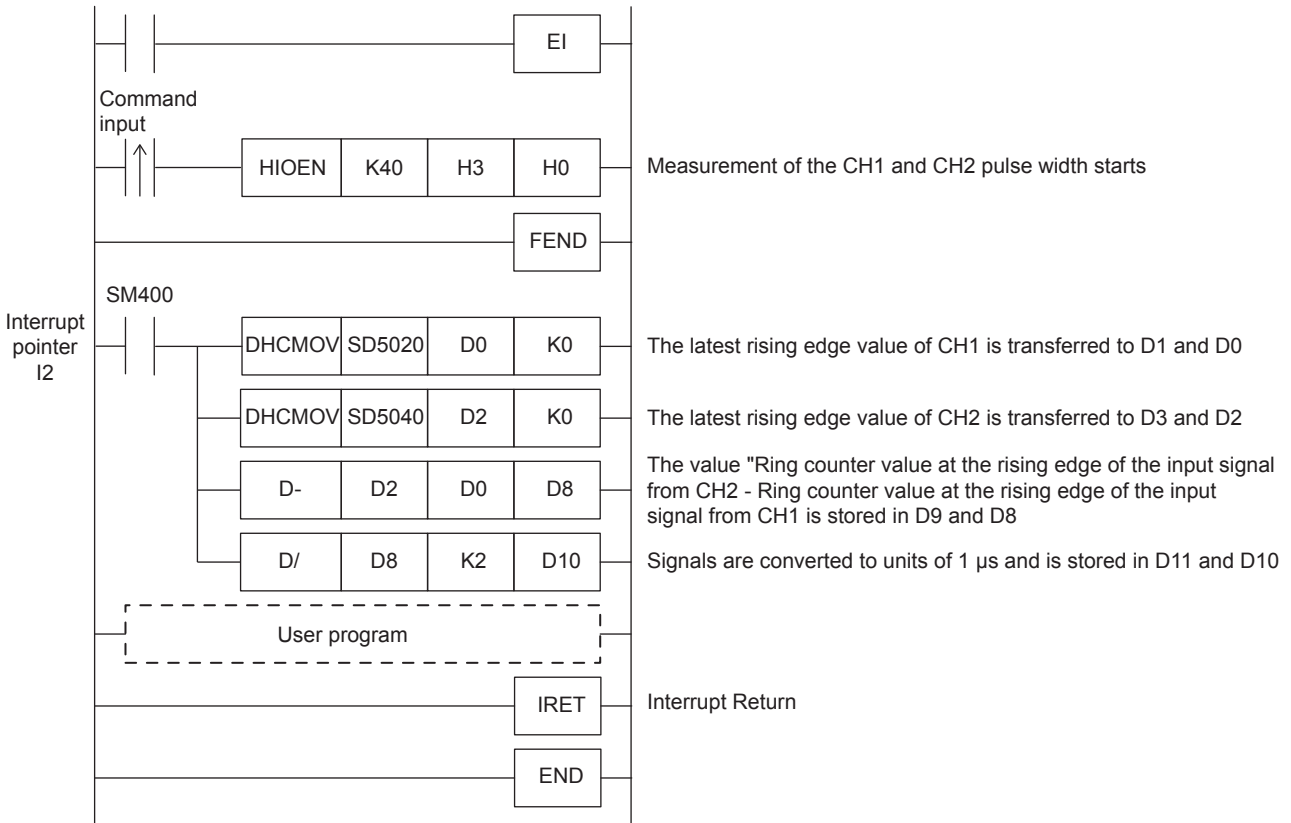 EI
Command
input
HIOEN K40 H3 H0 Measurement of the CH1 and CH2 pulse width starts
FEND
SM400
Interrupt
pointer
I2
DHCMOV SD5020 D0 K0 The latest rising edge value of CH1 is transferred to D1 and D0
DHCMOV SD5040 D2 K0 The latest rising edge value of CH2 is transferred to D3 and D2
D- D2 D0 D8 The value "Ring counter value at the rising edge of the input signal
from CH2 - Ring counter value at the rising edge of the input
signal from CH1 is stored in D9 and D8
D/ D8 K2 D10 Signals are converted to units of 1 μs and is stored in D11 and D10
User program
IRET Interrupt Return
END